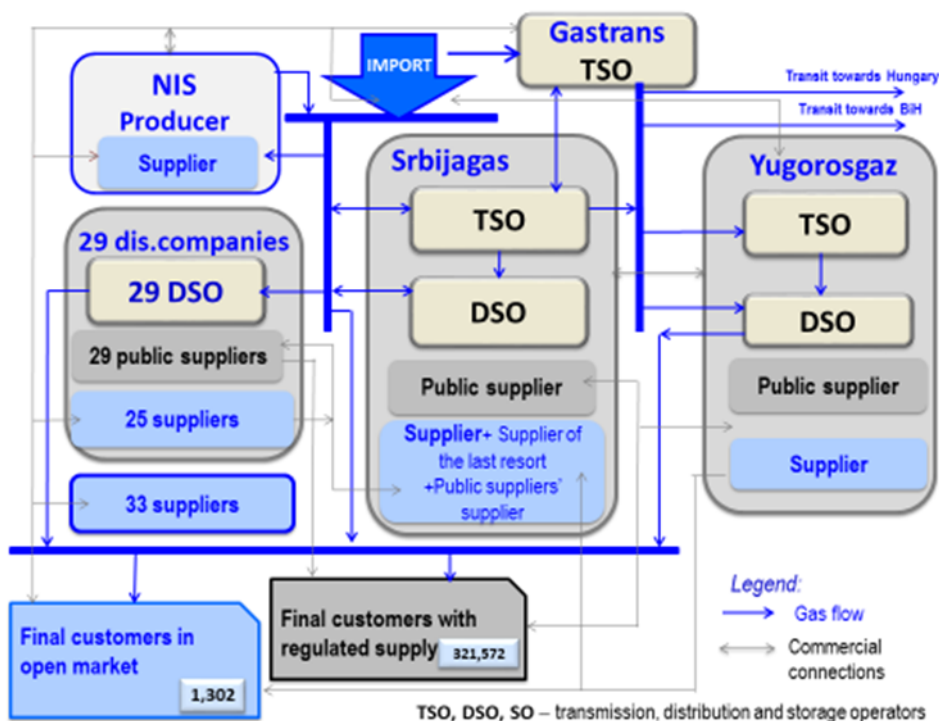 Gastrans
TSO
IMPORT
Transit towards Hungary
Transit towards BiH
NIS
Producer
Supplier
Srbijagas
TSO
DSO
Public supplier
Supplier+ Supplier of
the last resort
+Public suppliers'
supplier
Yugorosgaz
TSO
DSO
Public supplier
Supplier
29 dis.companies
29 DSO
29 public suppliers
25 suppliers
33 suppliers
Final customers in
open market
1,302
Final customers with
regulated supply
321,572
Legend:
Gas flow
Commercial
connections
TSO, DSO, SO – transmission, distribution and storage operators